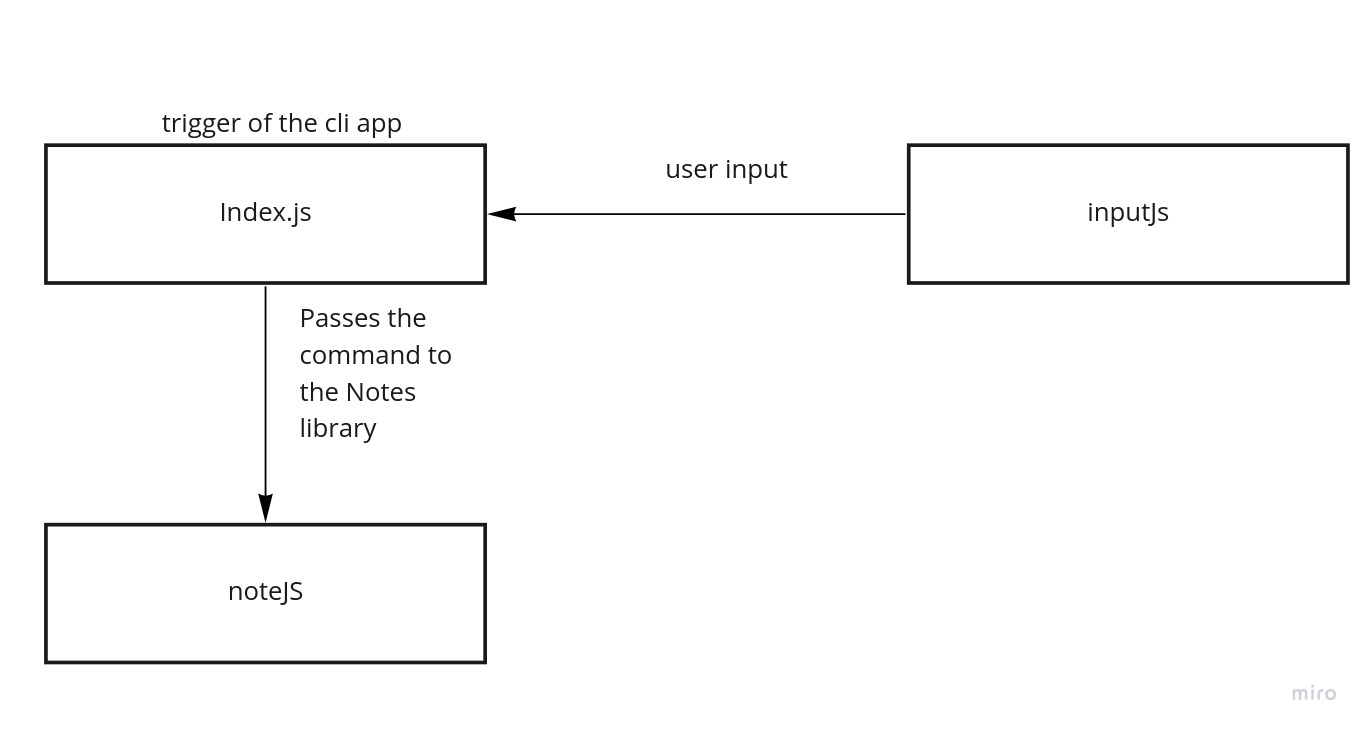 trigger of the cli app
Index.js
user input
inputJs
Passes the
command to
the Notes
library
noteJS
miro